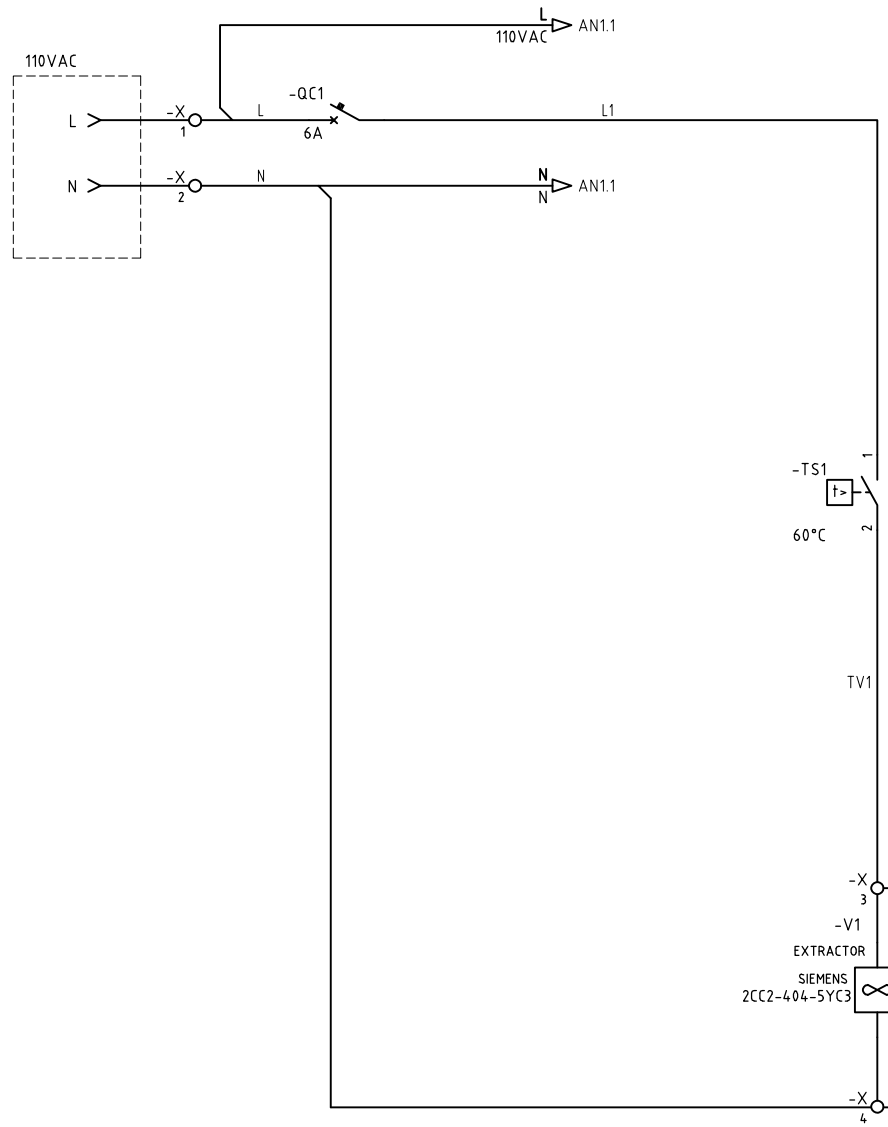 L
110VAC
AN1.1
110VAC
-QC1
L
-X
1
L
6A
L1
N
-X
2
N
N
N
AN1.1
1
-TS1
t>
60°C
2
TV1
-X
3
-V1
EXTRACTOR
SIEMENS
2CC2-404-5YC3
-X
4